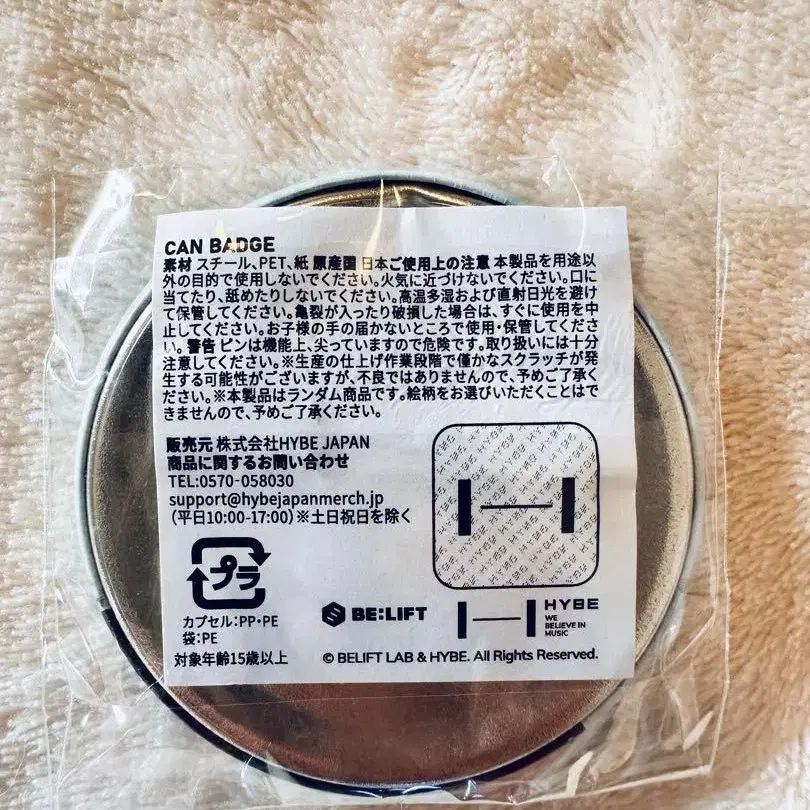 CAN BADGE
素材 スチール、PET、紙 原産国 日本ご使用上の注意 本製品を用途以
外の目的で使用しないでください。火気に近づけないでください。口に
当てたり、舐めたりしないでください。高温多湿および直射日光を避け
て保管してください。亀裂が入ったり破損した場合は、すぐに使用を中
止してください。お子様の手の届かないところで使用・保管してくださ
い。警告 ピンは機能上、尖っていますので危険です。取り扱いには十分
注意してください。※生産の仕上げ作業段階で僅かなスクラッチが発
生する可能性がございますが、不良ではありませんので、予めご了承く
ださい。※本製品はランダム商品です。絵柄をお選びいただくことはで
きませんので、予めご了承ください。
販売元 株式会社HYBE JAPAN
商品に関するお問い合わせ
TEL:0570-058030
support@hybejapanmerch.jp
（平日10:00-17:00）※土日祝日を除く
プラ
カプセル:PP・PE
袋:PE
対象年齢15歳以上
BE:LIFT
HYBE
WE
BELIEVE IN
MUSIC
© BELIFT LAB & HYBE. All Rights Reserved.